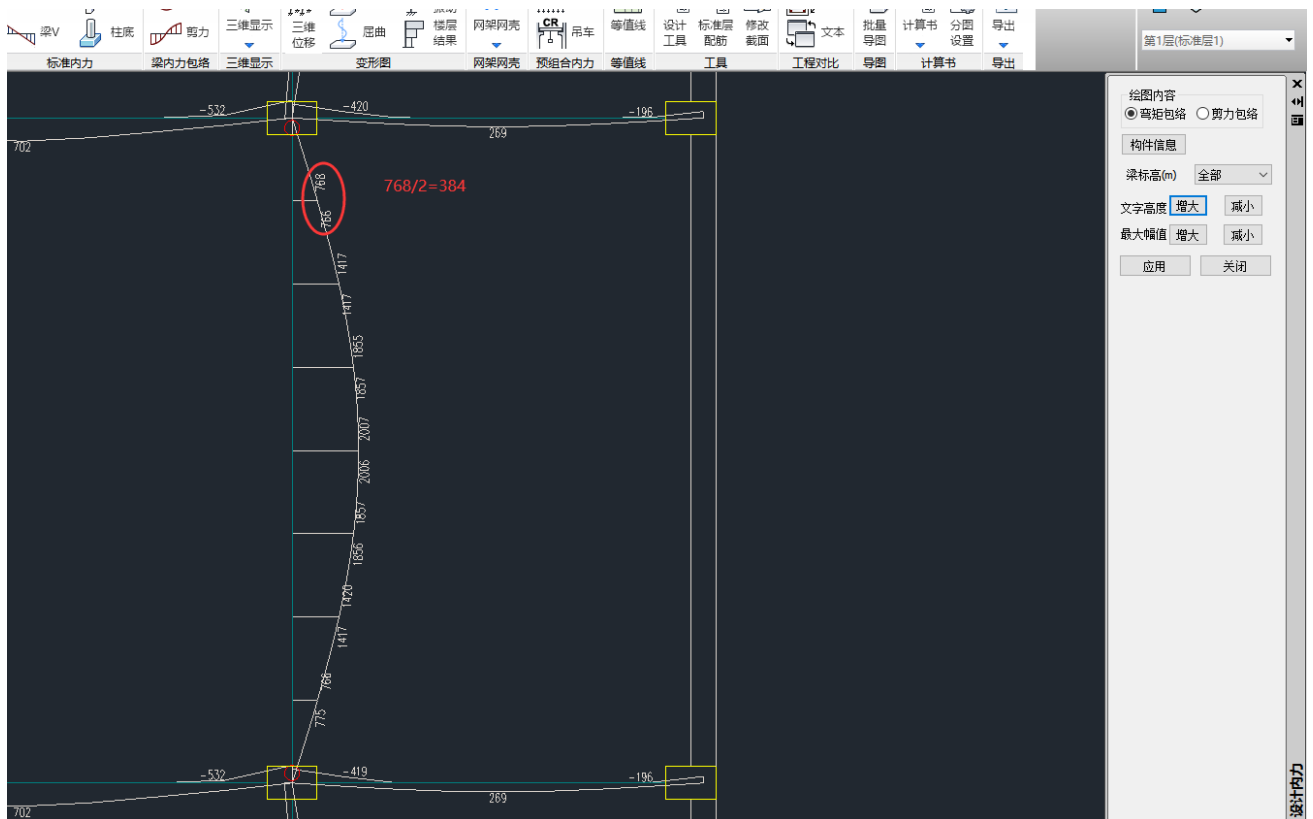 梁V 柱底 剪力 三维显示 三维位移 屈曲 楼层结果 网架网壳 CR 吊车 等值线 设计工具 标准层配筋 修改截面 文本 批量导图 计算书 分图设置 导出
标准内力 梁内力包络 三维显示 变形图 网架网壳 预组合内力 等值线 工具 工程对比 导图 计算书 导出
第1层(标准层1)
绘图内容
弯矩包络 剪力包络
构件信息
梁标高(m) 全部
文字高度 增大 减小
最大幅值 增大 减小
应用 关闭
设计内力
-532 -420 -196
702 269
768 768/2=384
766
1417
1417
1855
1857
2007
2006
1857
1856
1420
1417
766
775
-532 -419 -196
702 269